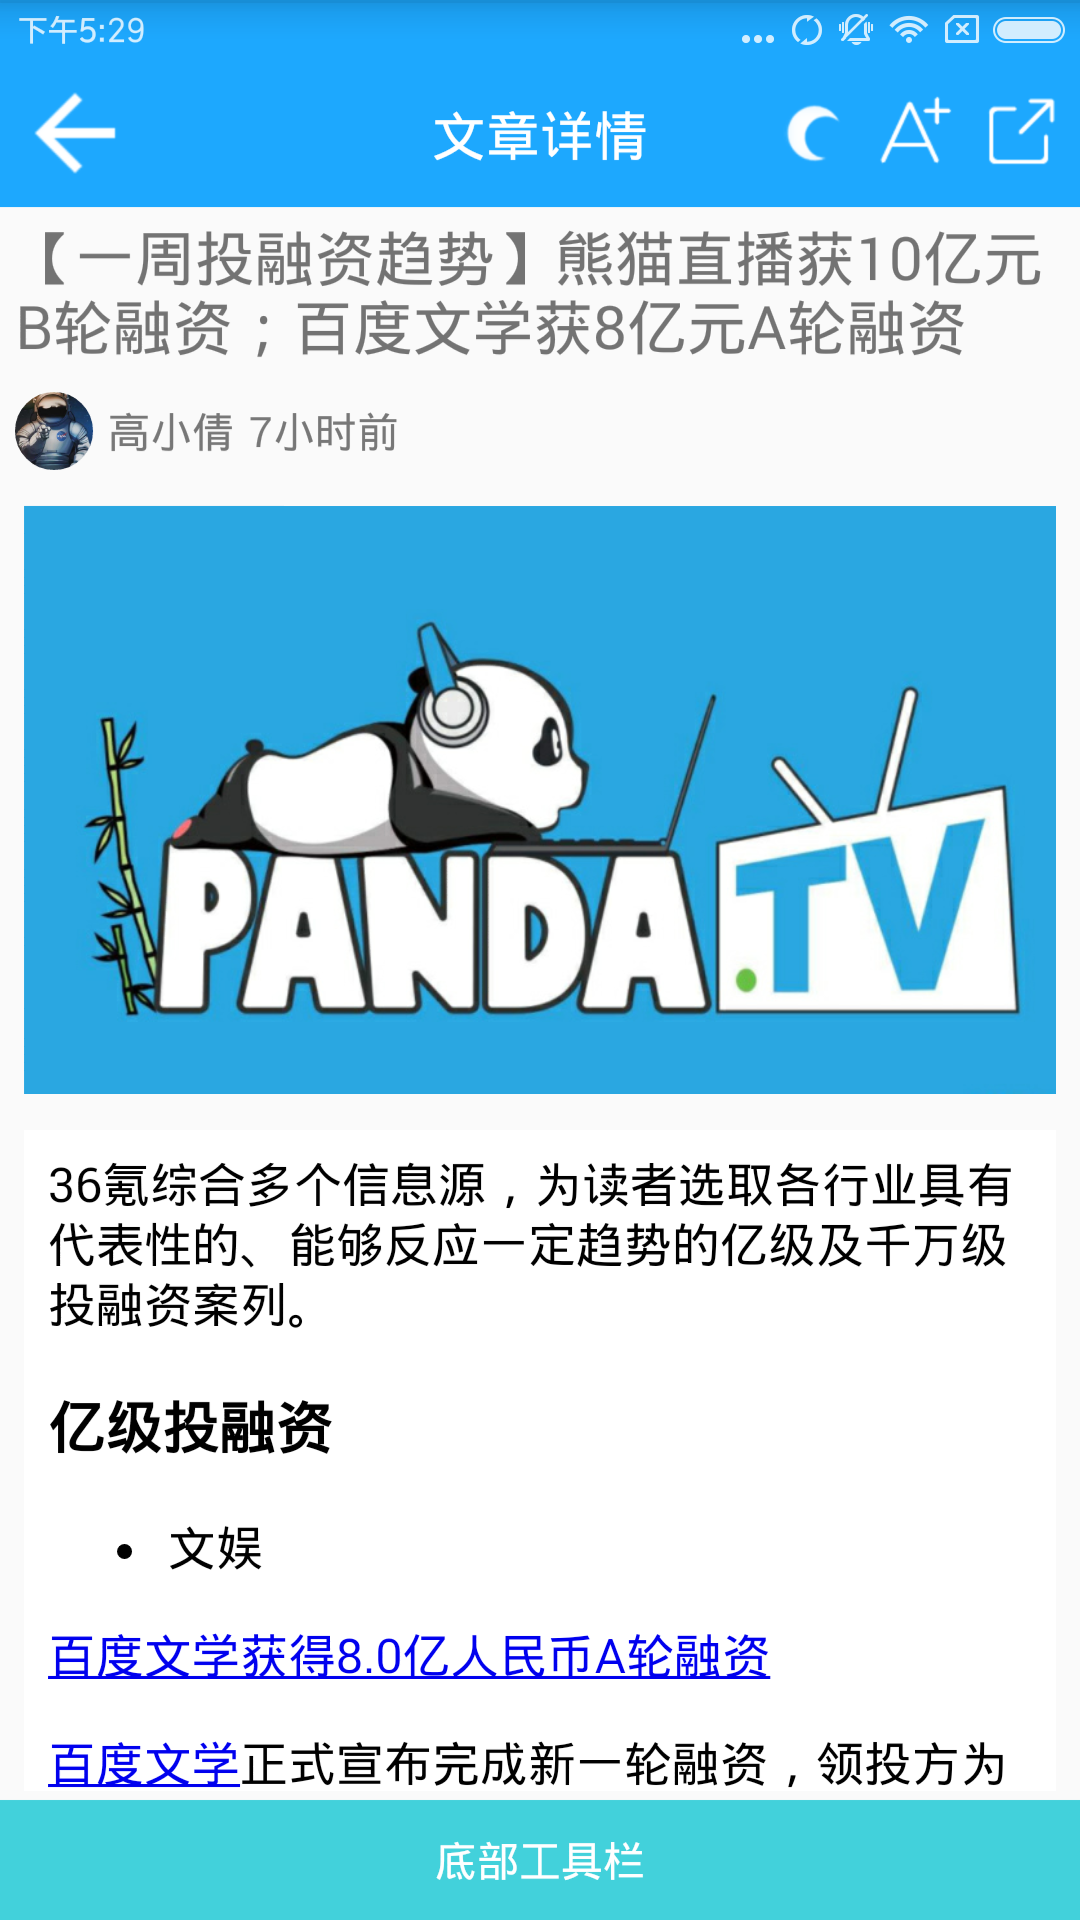 下午5:29
文章详情
A+
【一周投融资趋势】熊猫直播获10亿元
B轮融资；百度文学获8亿元A轮融资
高小倩 7小时前
PANDA.TV
36氪综合多个信息源，为读者选取各行业具有
代表性的、能够反应一定趋势的亿级及千万级
投融资案列。
亿级投融资
• 文娱
百度文学获得8.0亿人民币A轮融资
百度文学正式宣布完成新一轮融资，领投方为
底部工具栏